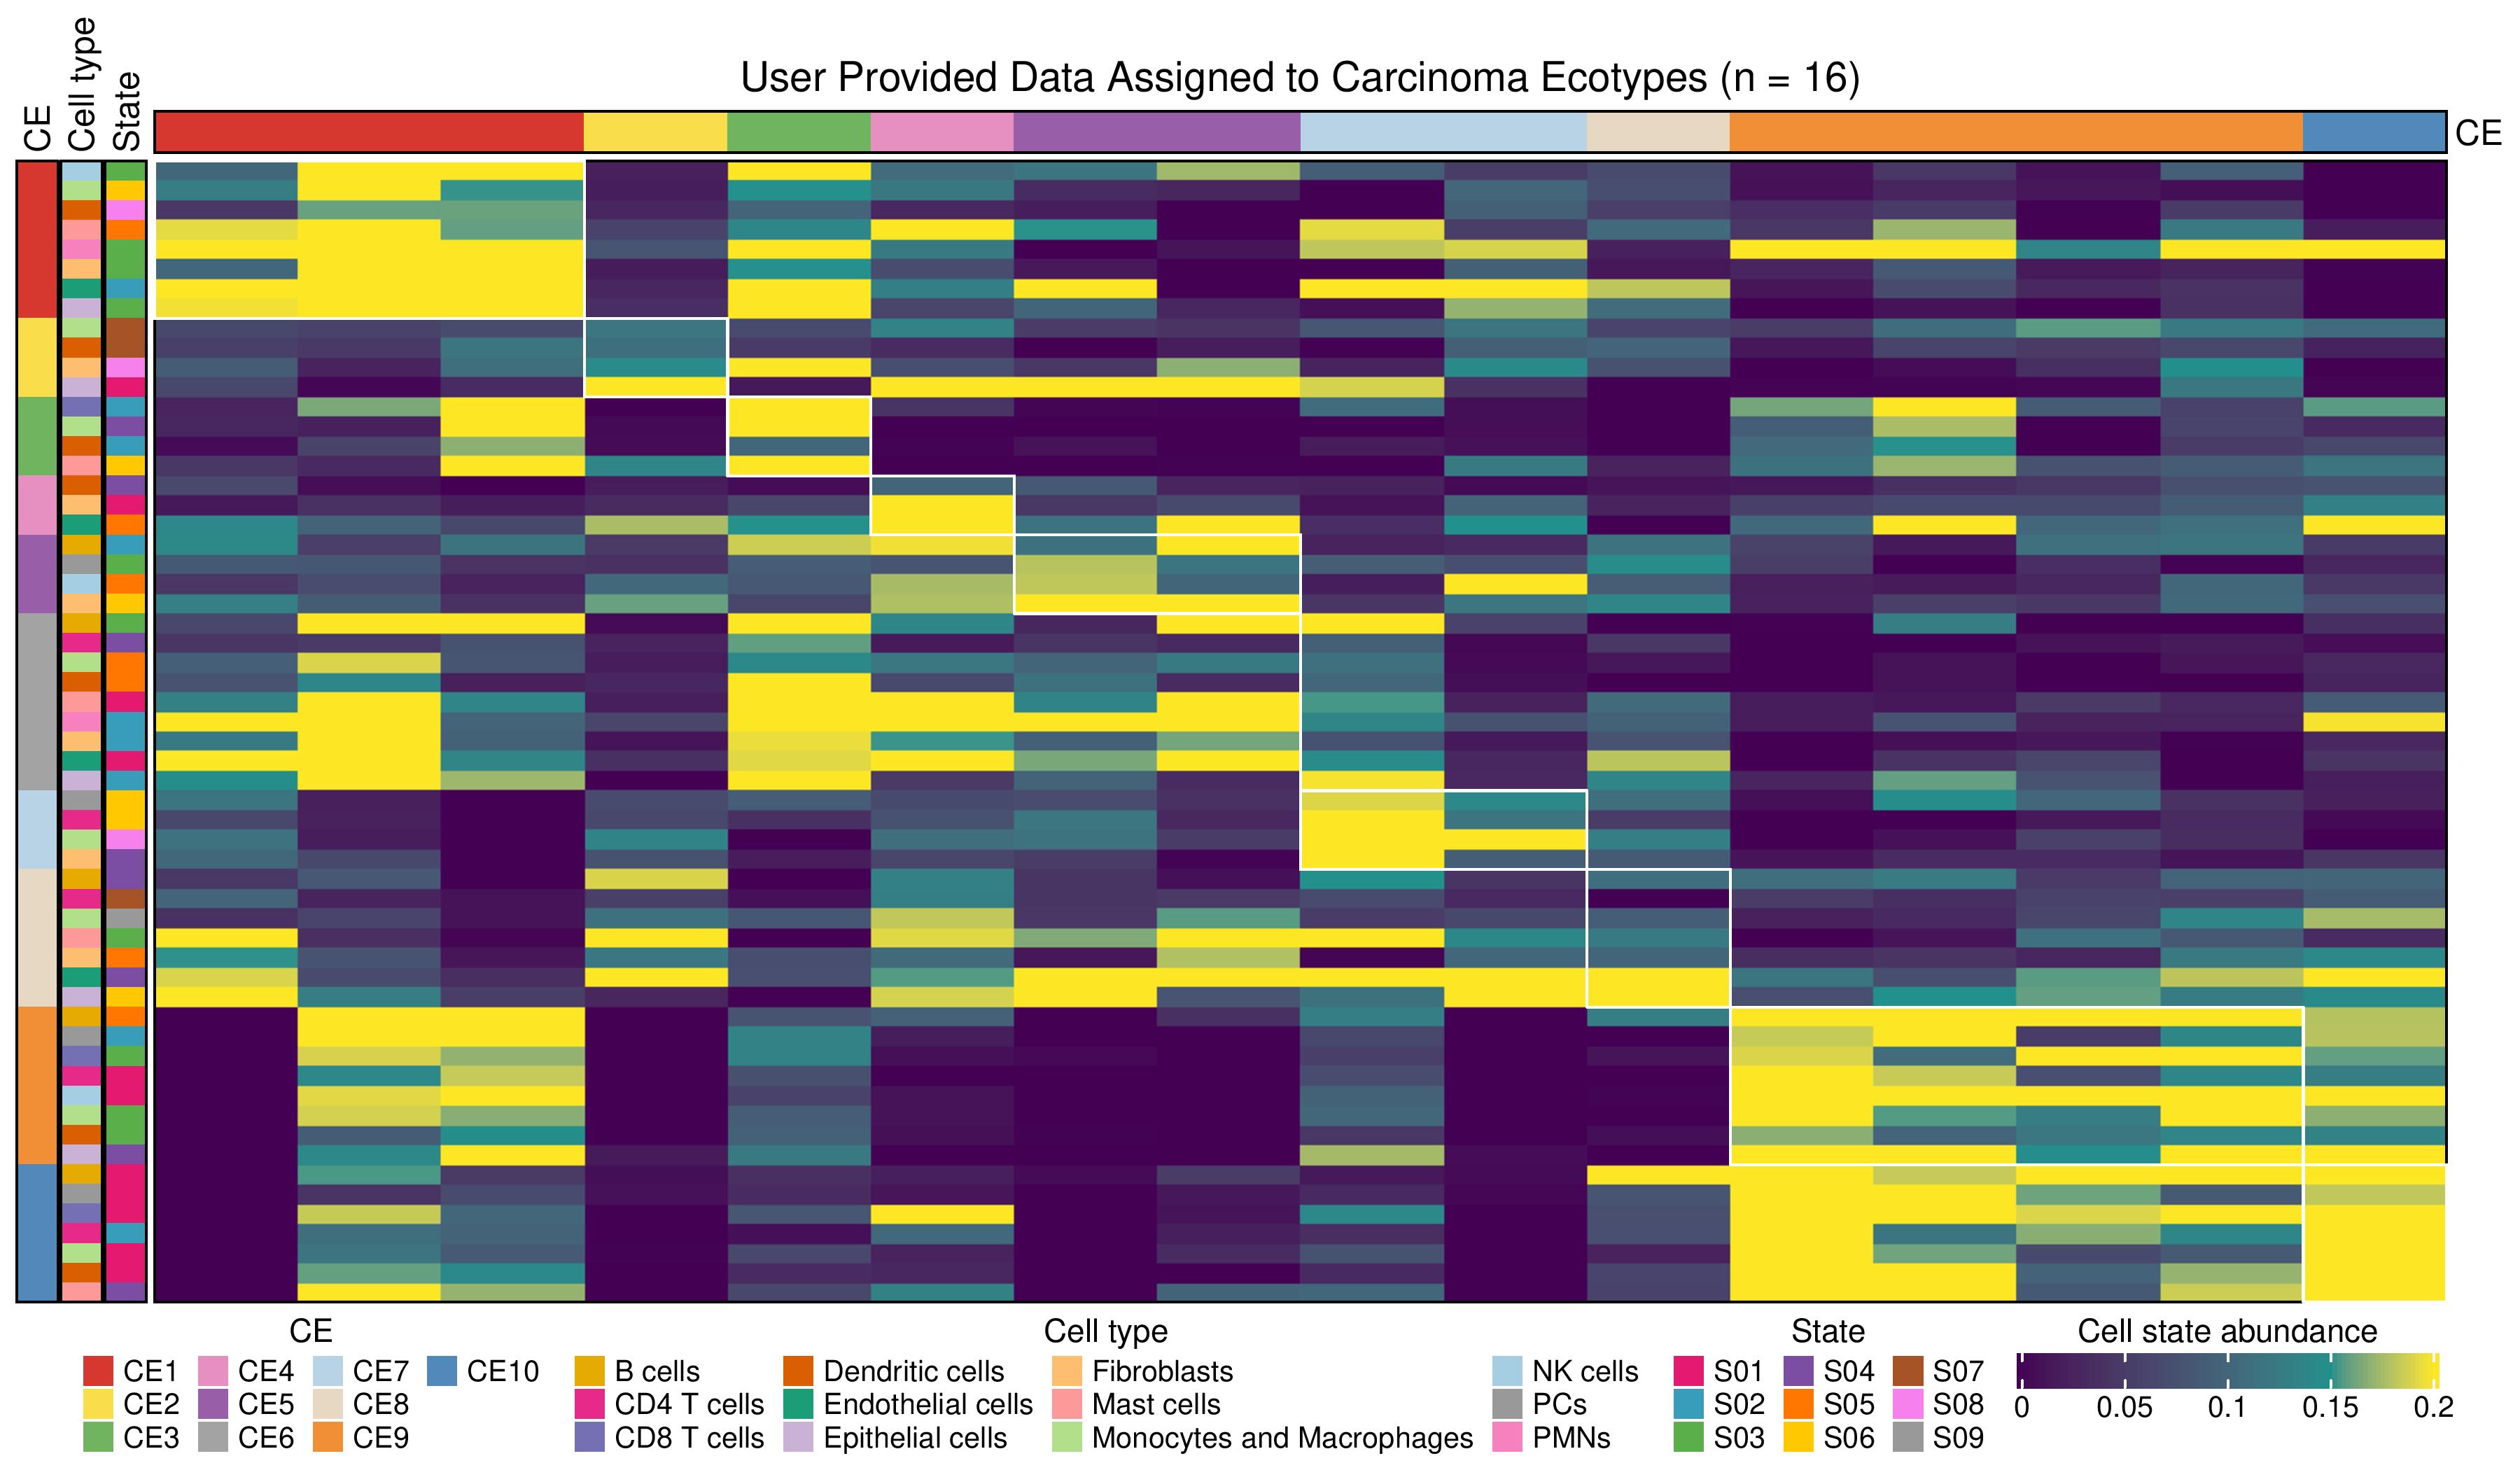 User Provided Data Assigned to Carcinoma Ecotypes (n = 16)
CE
Cell type
State
CE
CE
CE1
CE2
CE3
CE4
CE5
CE6
CE7
CE8
CE9
CE10
Cell type
B cells
CD4 T cells
CD8 T cells
Dendritic cells
Endothelial cells
Epithelial cells
Fibroblasts
Mast cells
Monocytes and Macrophages
NK cells
PCs
PMNs
State
S01
S02
S03
S04
S05
S06
S07
S08
S09
Cell state abundance
0 0.05 0.1 0.15 0.2